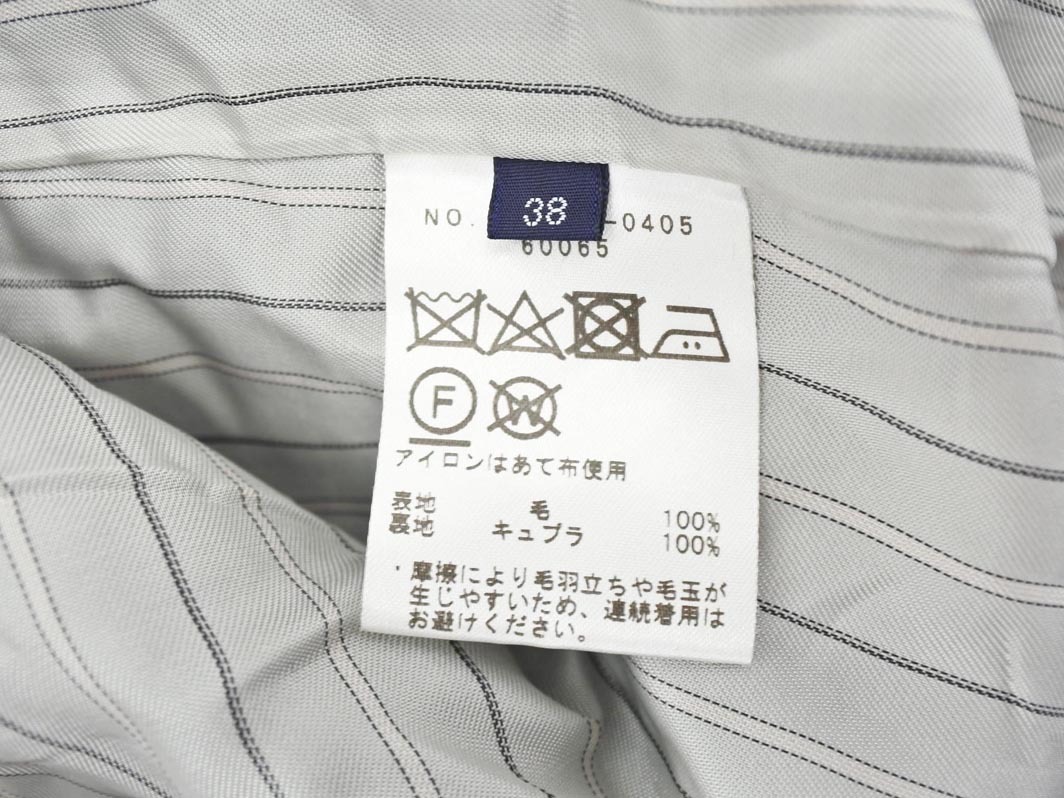 38
NO. -0405
60065
F
W
アイロンはあて布使用
表地 毛 100%
裏地 キュプラ 100%
・摩擦により毛羽立ちや毛玉が
生じやすいため、連続着用は
お避けください。